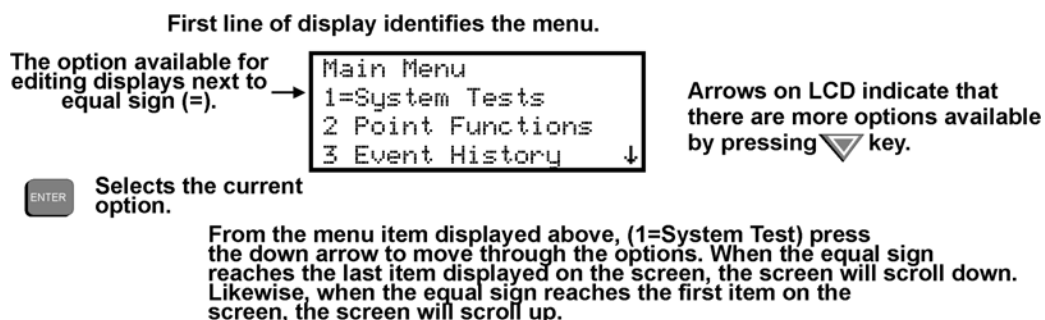 First line of display identifies the menu.
The option available for
editing displays next to
equal sign (=).
Main Menu
1=System Tests
2 Point Functions
3 Event History ↓
Arrows on LCD indicate that
there are more options available
by pressing key.
ENTER
Selects the current
option.
From the menu item displayed above, (1=System Test) press
the down arrow to move through the options. When the equal sign
reaches the last item displayed on the screen, the screen will scroll down.
Likewise, when the equal sign reaches the first item on the
screen, the screen will scroll up.